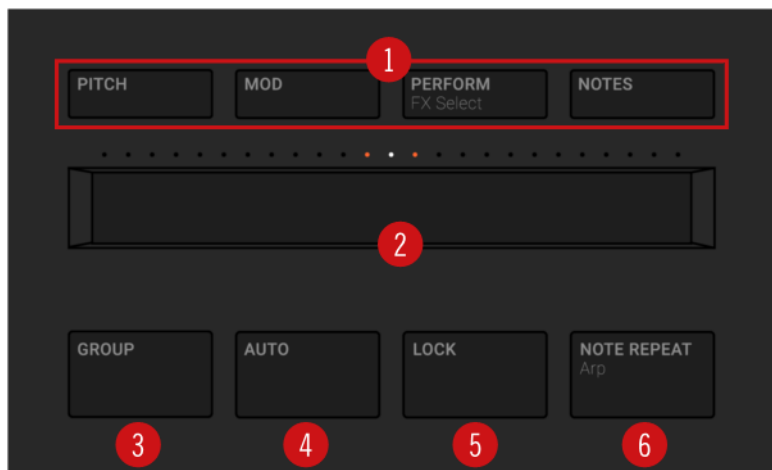 1
PITCH MOD PERFORM NOTES
FX Select
2
GROUP AUTO LOCK NOTE REPEAT
Arp
3 4 5 6